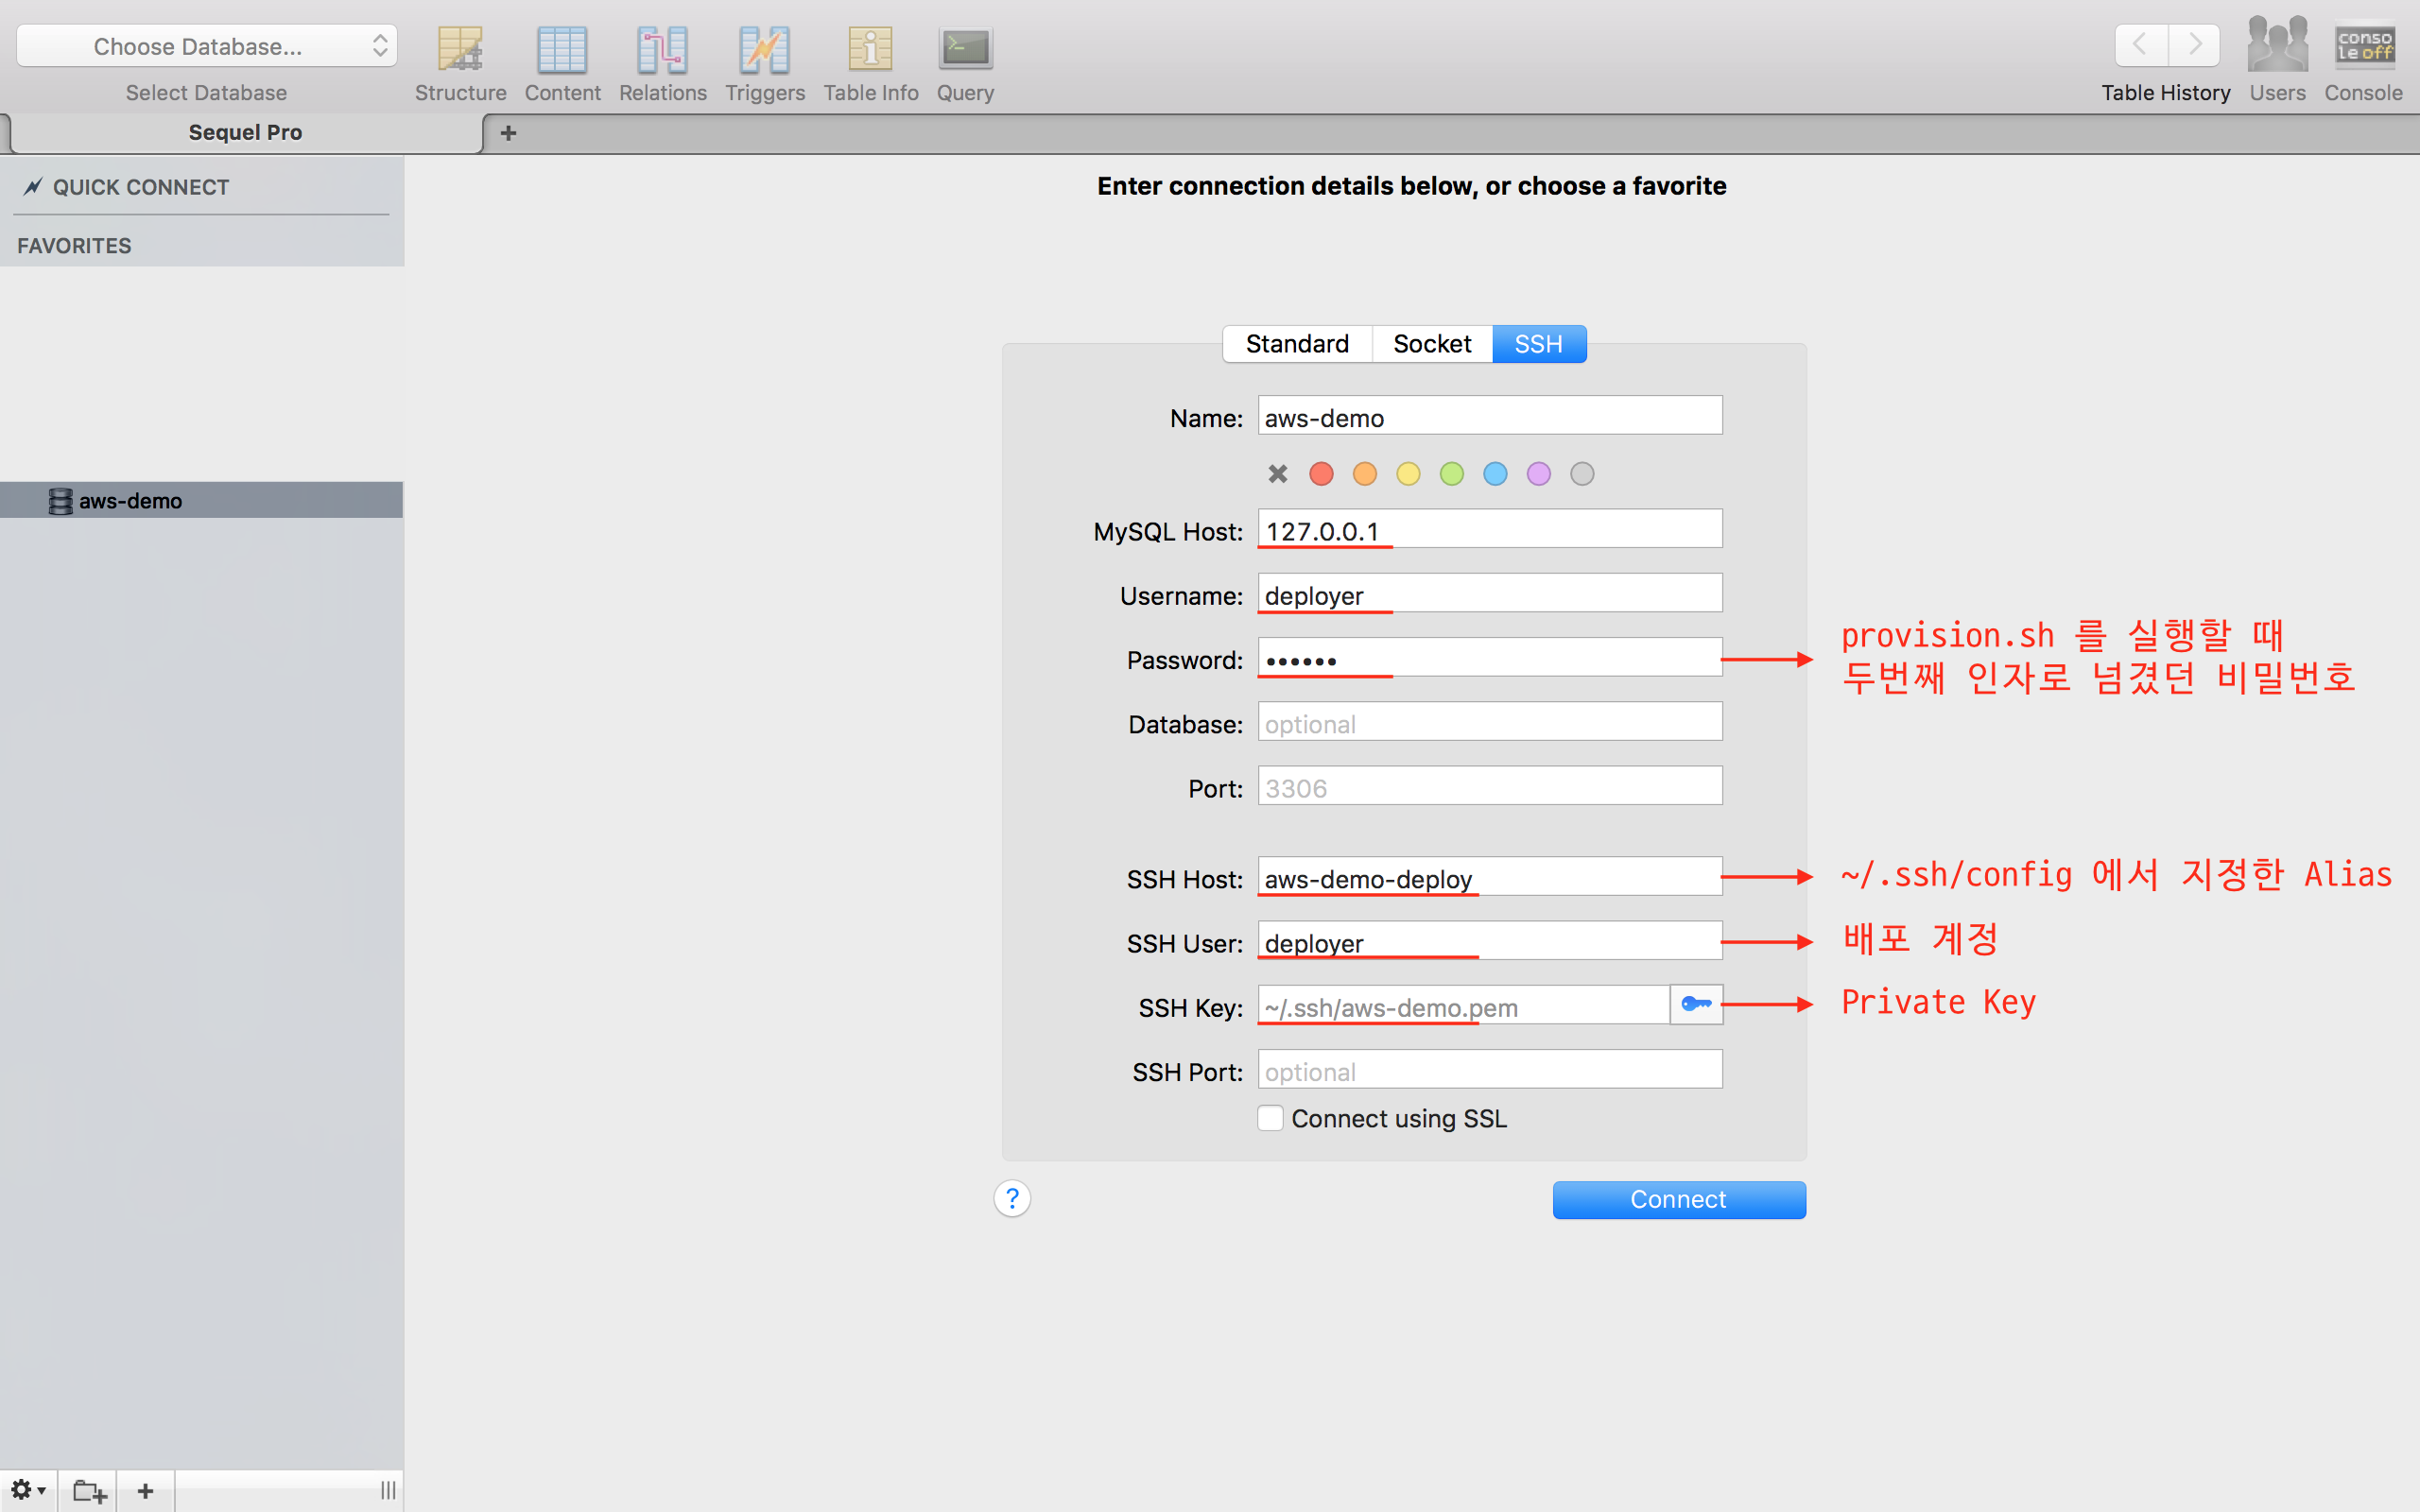 Choose Database...
Select Database
Structure
Content
Relations
Triggers
Table Info
Query
Table History
Users
conso
le off
Console
Sequel Pro
QUICK CONNECT
FAVORITES
aws-demo
Enter connection details below, or choose a favorite
Standard
Socket
SSH
Name: aws-demo
MySQL Host: 127.0.0.1
Username: deployer
Password: ••••••
provision.sh 를 실행할 때
두번째 인자로 넘겼던 비밀번호
Database: optional
Port: 3306
SSH Host: aws-demo-deploy
~/.ssh/config 에서 지정한 Alias
SSH User: deployer
배포 계정
SSH Key: ~/.ssh/aws-demo.pem
Private Key
SSH Port: optional
Connect using SSL
?
Connect